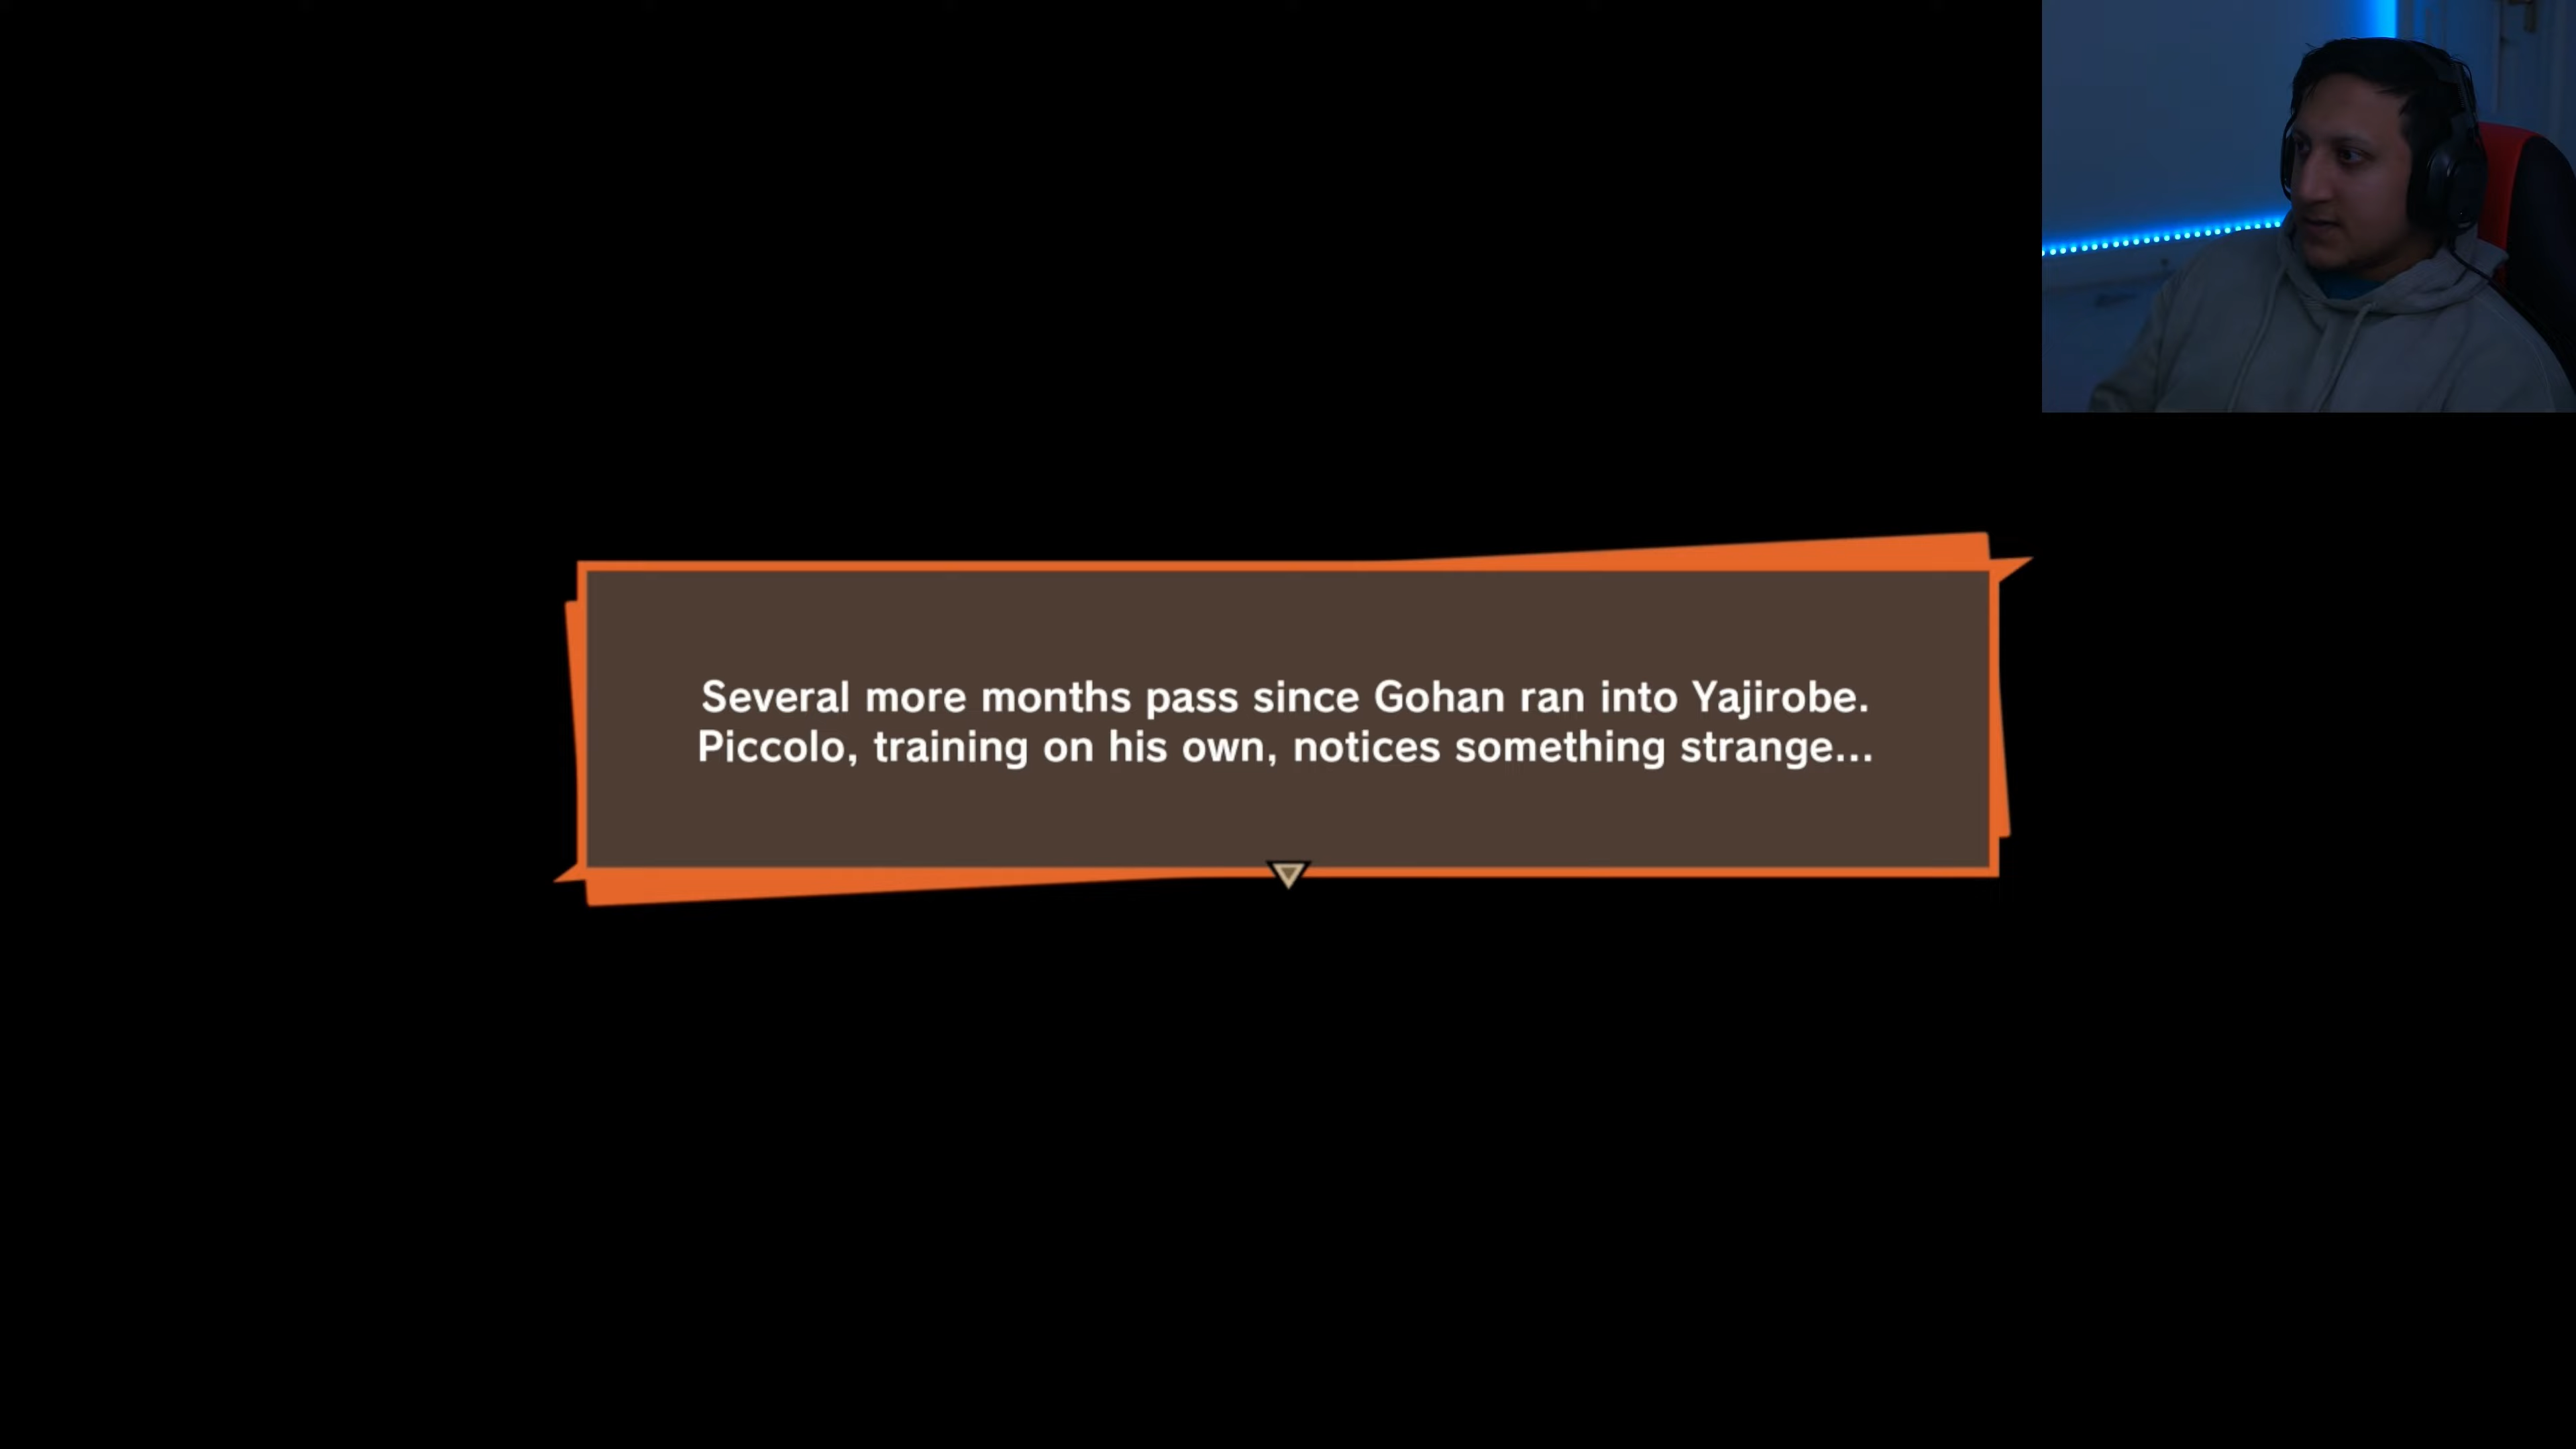 Several more months pass since Gohan ran into Yajirobe.
Piccolo, training on his own, notices something strange...